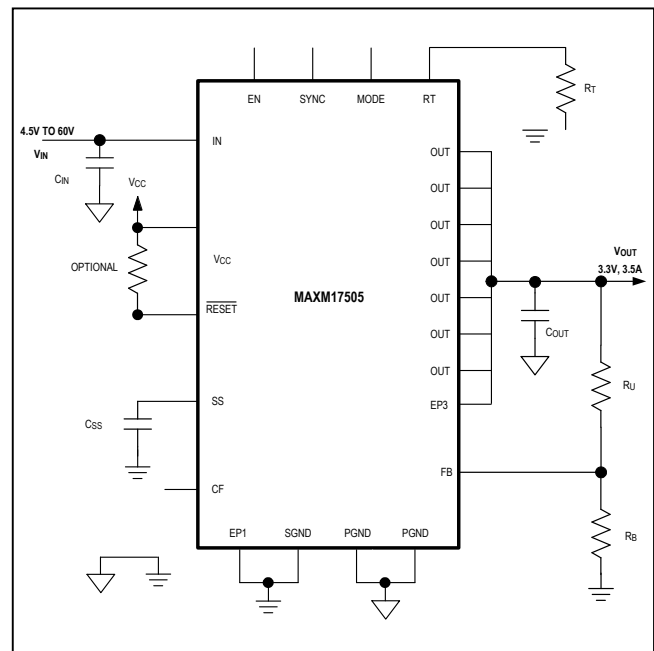 EN SYNC MODE RT
RT
4.5V TO 60V
IN
VIN
CIN
OUT
OUT
OUT
OUT
OUT
OUT
OUT
EP3
VCC
VCC
OPTIONAL
RESET
MAXM17505
VOUT
3.3V, 3.5A
COUT
RU
SS
CSS
FB
CF
RB
EP1 SGND PGND PGND